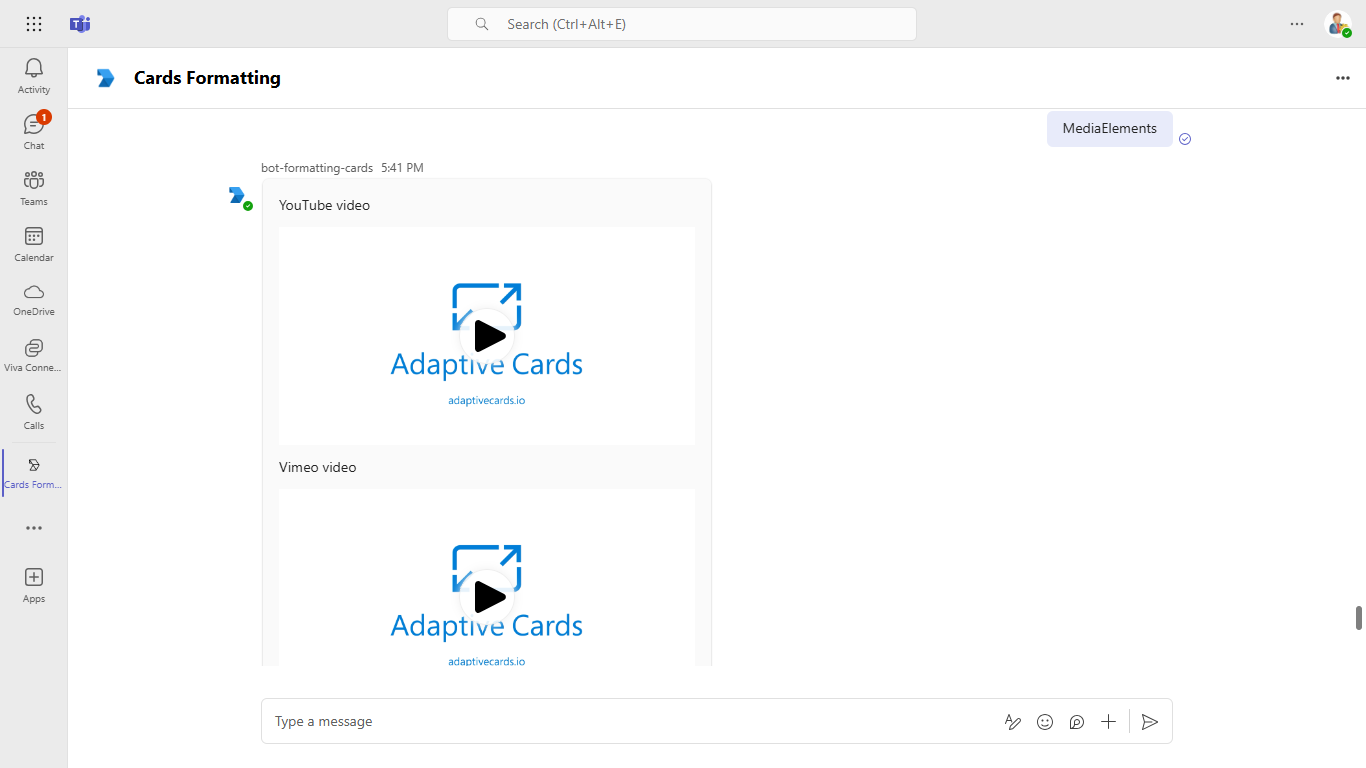 Search (Ctrl+Alt+E)
Activity
1
Chat
Teams
Calendar
OneDrive
Viva Conne...
Calls
Cards Form...
Apps
Cards Formatting
MediaElements
bot-formatting-cards 5:41 PM
YouTube video
Adaptive Cards
adaptivecards.io
Vimeo video
Adaptive Cards
adaptivecards.io
Type a message